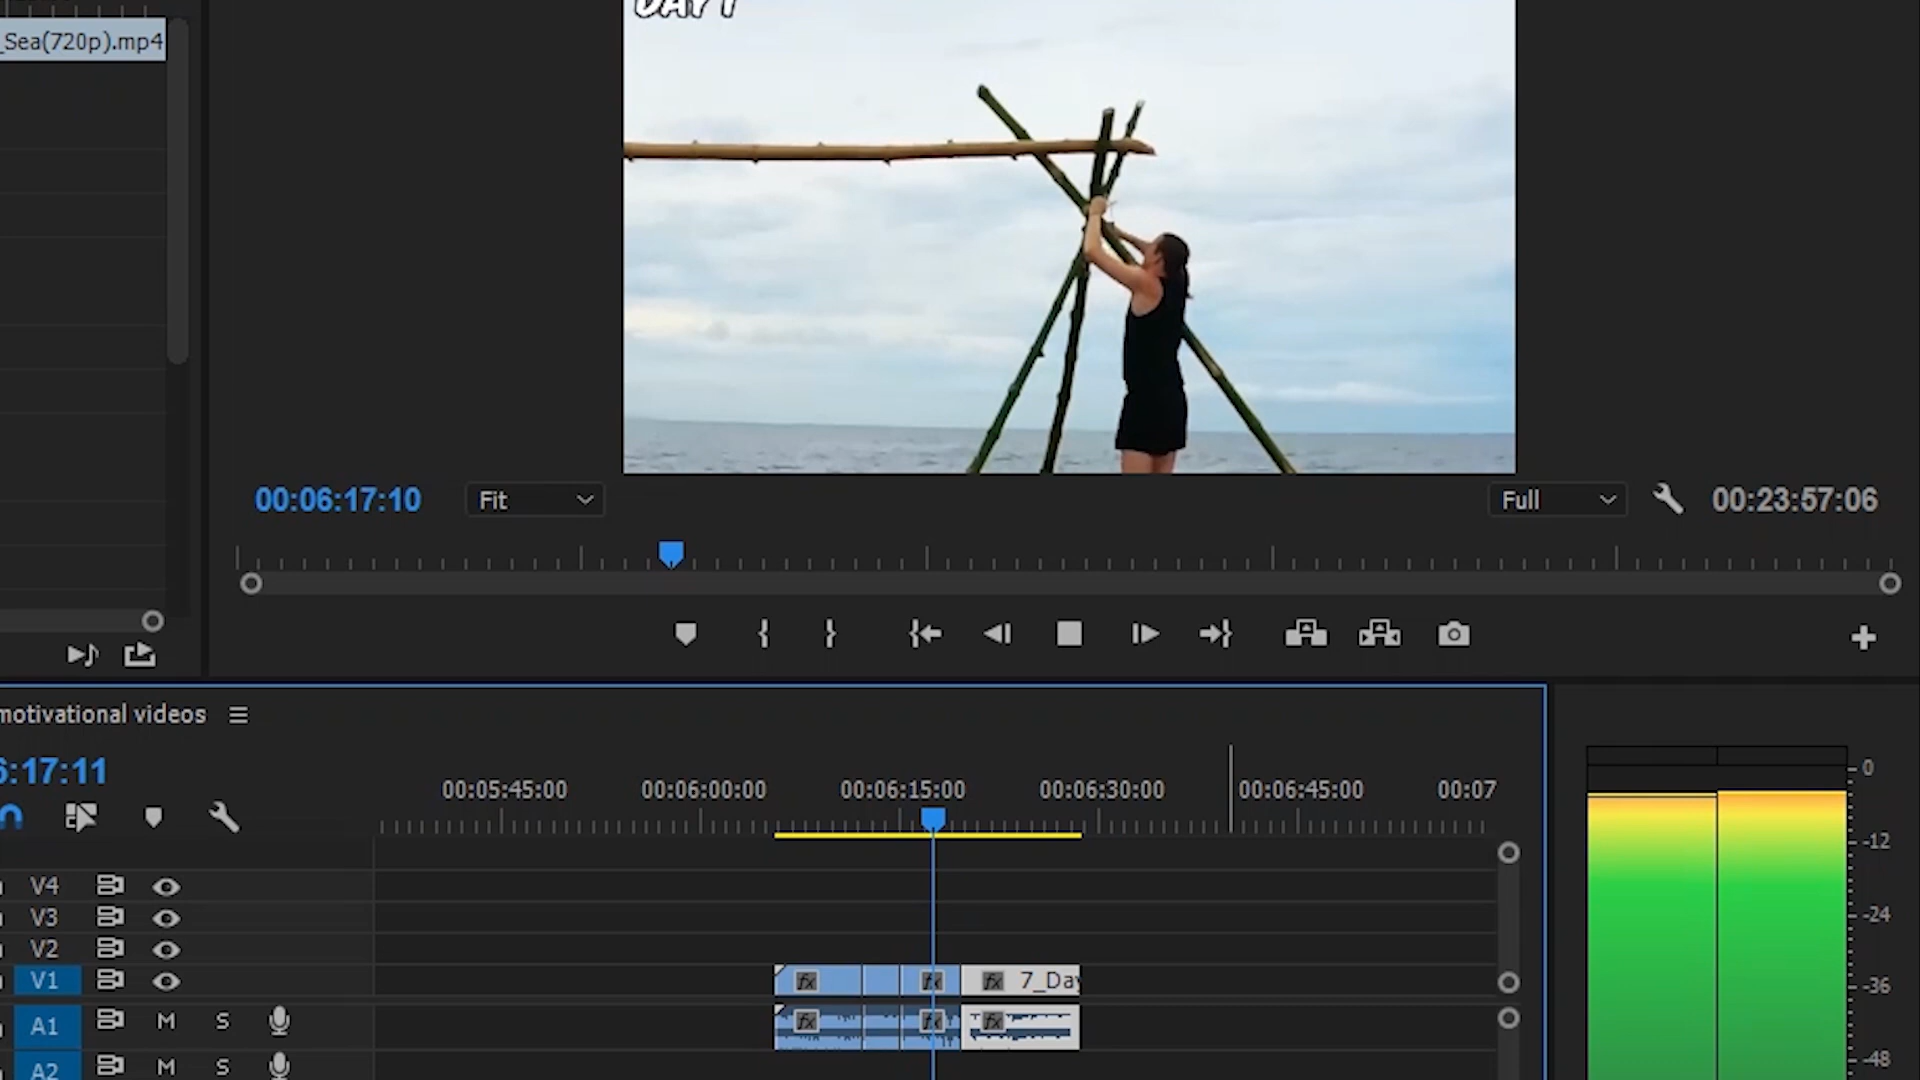 DAY1
_Sea(720p).mp4
00:06:17:10
Fit
Full
00:23:57:06
motivational videos
6:17:11
00:05:45:00
00:06:00:00
00:06:15:00
00:06:30:00
00:06:45:00
00:07
0
-12
-24
-36
-48
V4
V3
V2
V1
fx
fx
fx
7_Day
A1
M
S
fx
fx
fx
A2
M
S